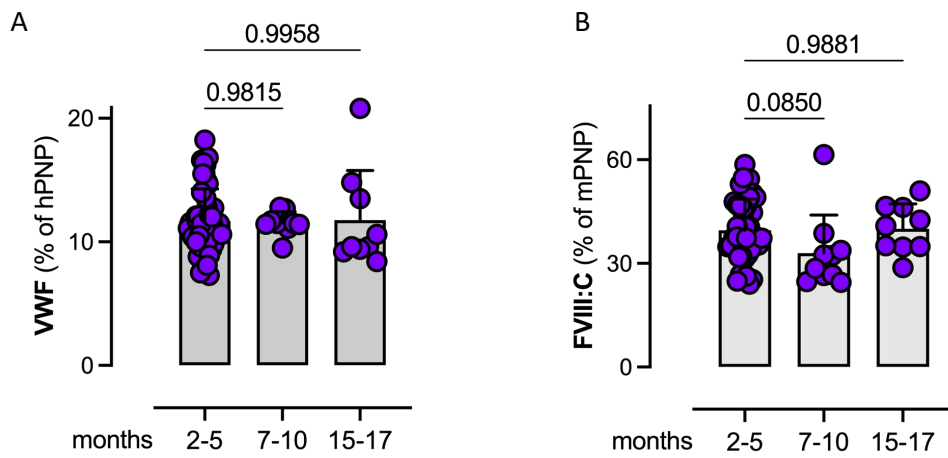 A
0.9958
0.9815
VWF (% of hPNP)
20
10
0
months 2-5 7-10 15-17
B
0.9881
0.0850
FVIII:C (% of mPNP)
60
30
0
months 2-5 7-10 15-17